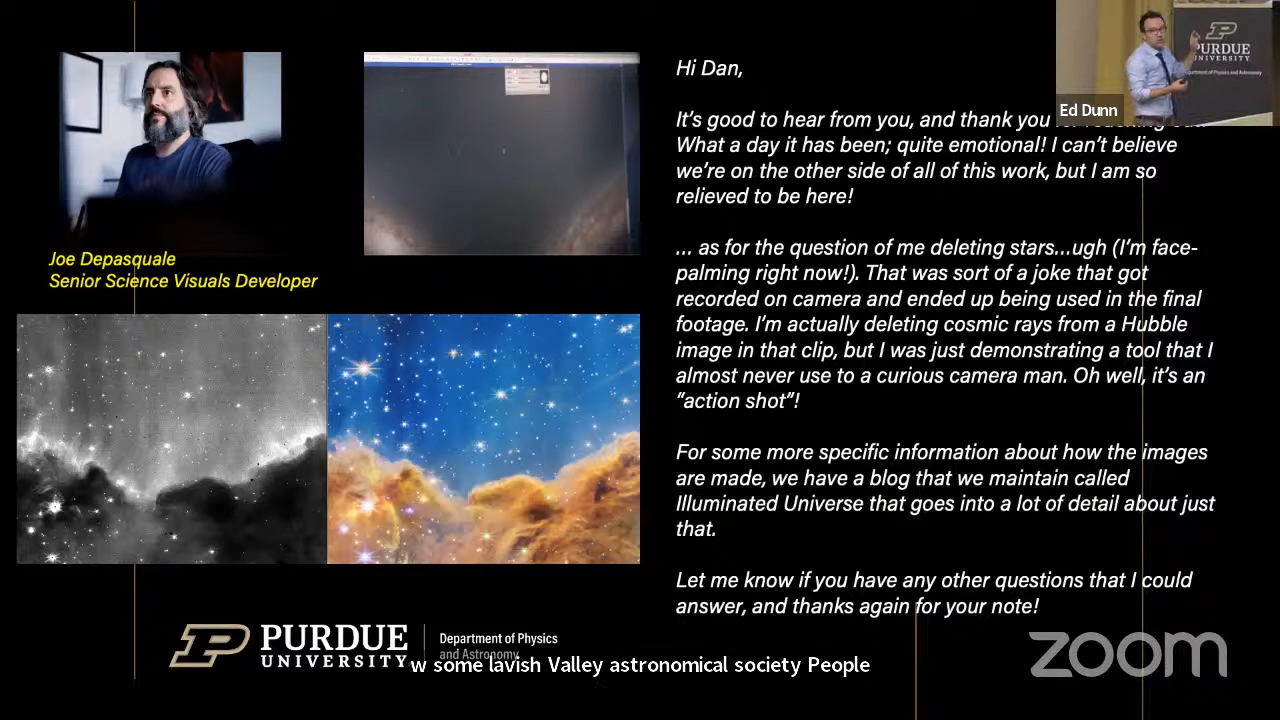 Hi Dan,
It's good to hear from you, and thank you
What a day it has been; quite emotional! I can't believe
we're on the other side of all of this work, but I am so
relieved to be here!
... as for the question of me deleting stars...ugh (I'm face-
palming right now!). That was sort of a joke that got
recorded on camera and ended up being used in the final
footage. I'm actually deleting cosmic rays from a Hubble
image in that clip, but I was just demonstrating a tool that I
almost never use to a curious camera man. Oh well, it's an
“action shot”!
For some more specific information about how the images
are made, we have a blog that we maintain called
Illuminated Universe that goes into a lot of detail about just
that.
Let me know if you have any other questions that I could
answer, and thanks again for your note!
Joe Depasquale
Senior Science Visuals Developer
Ed Dunn
PURDUE
UNIVERSITY
Department of Physics and Astronomy
PURDUE
UNIVERSITY
Department of Physics
and Astronomy
w some lavish Valley astronomical society People
zoom